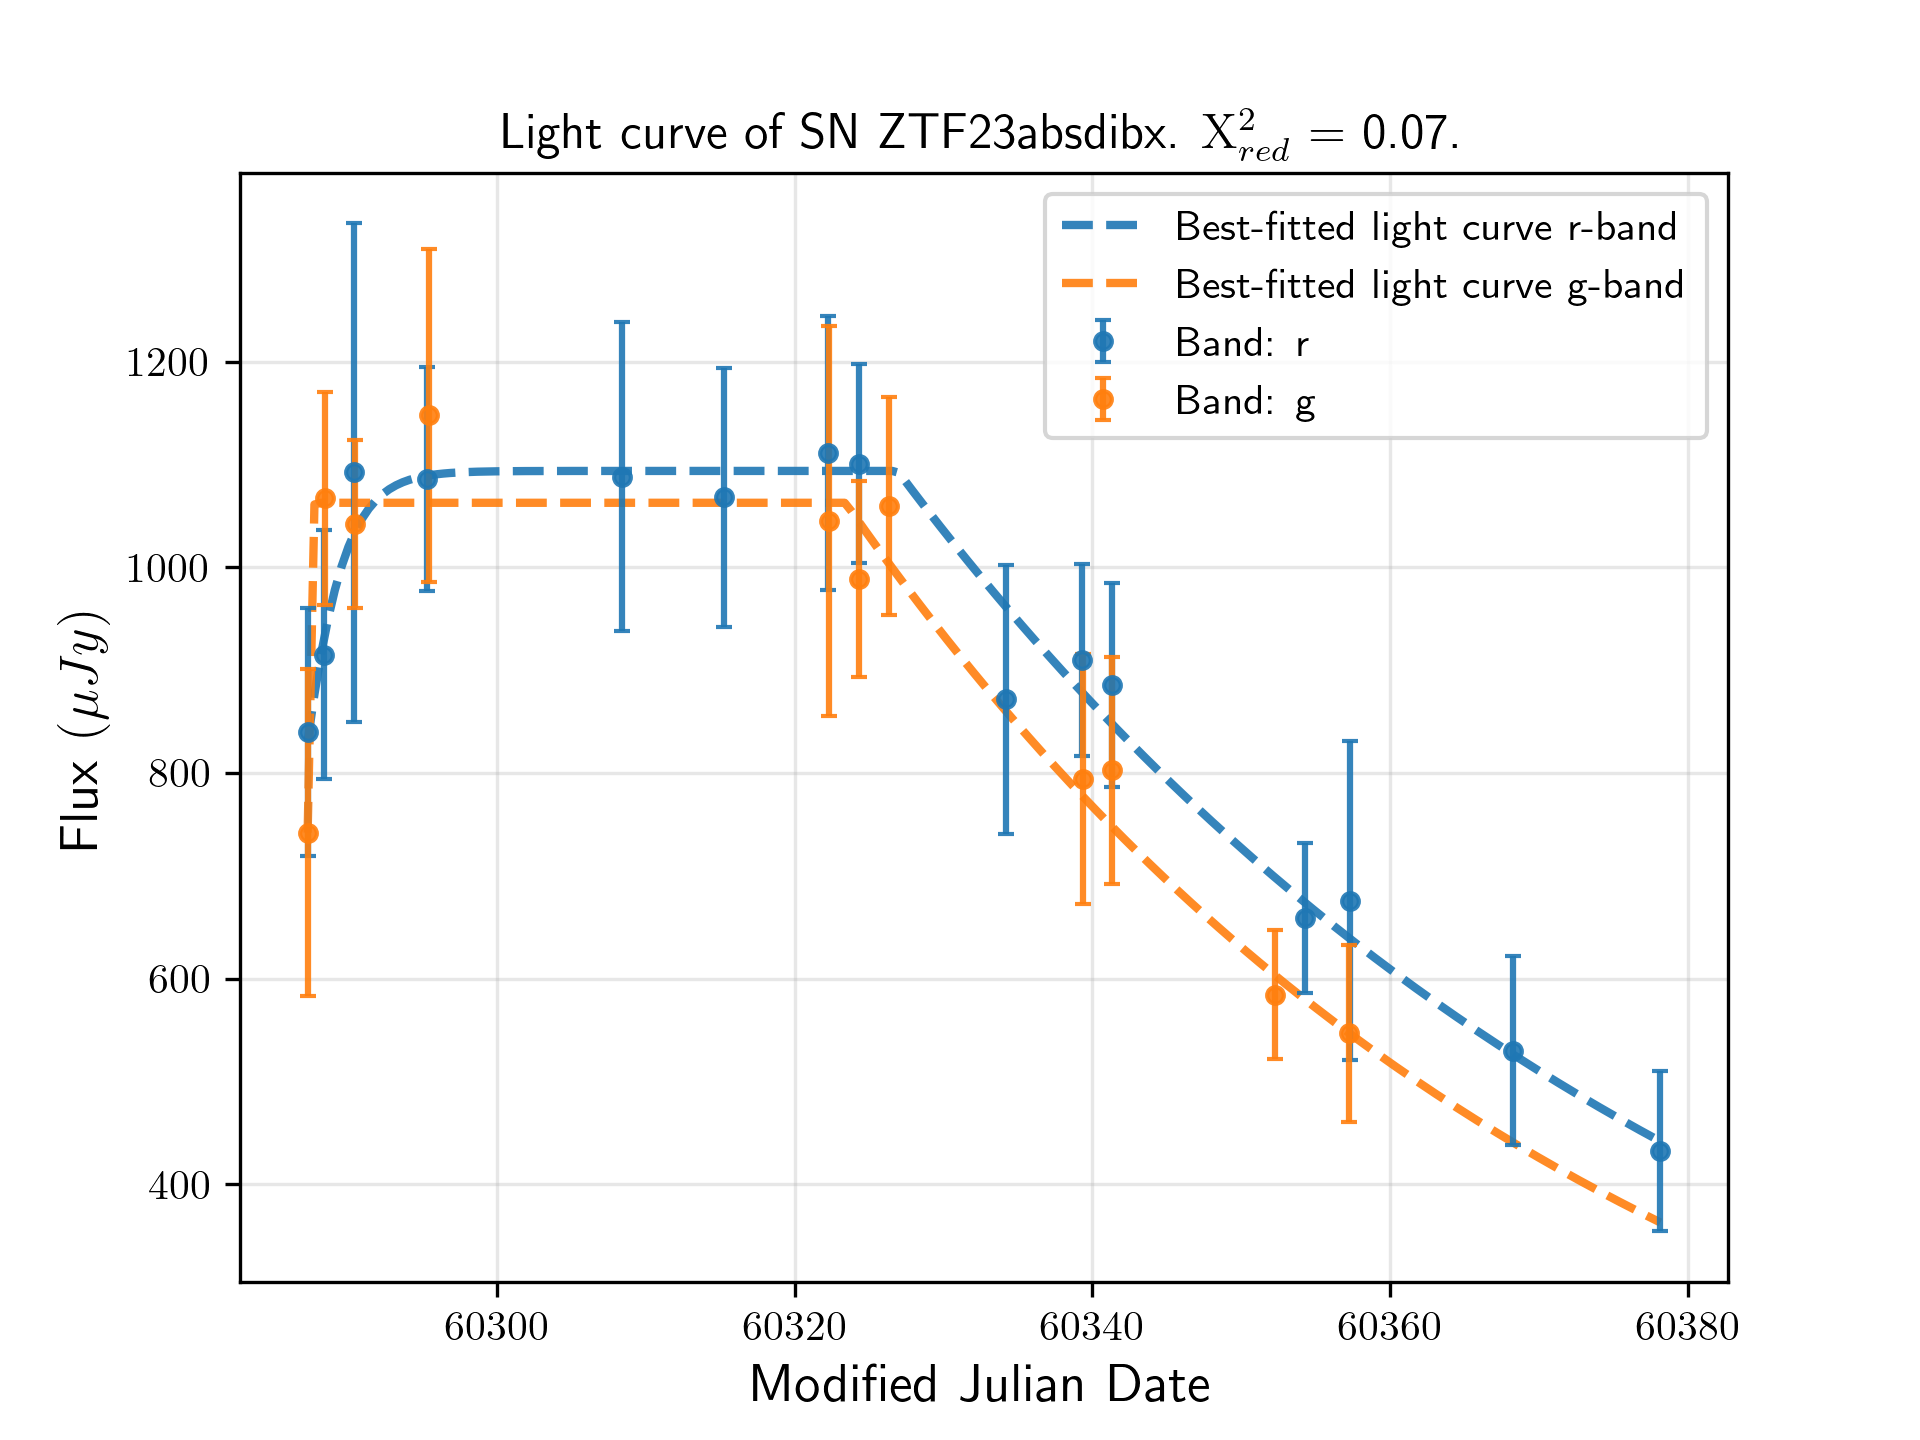 Light curve of SN ZTF23absdibx. X²_red = 0.07.
Best-fitted light curve r-band
Best-fitted light curve g-band
Band: r
Band: g
Flux (μJy)
1200
1000
800
600
400
60300 60320 60340 60360 60380
Modified Julian Date